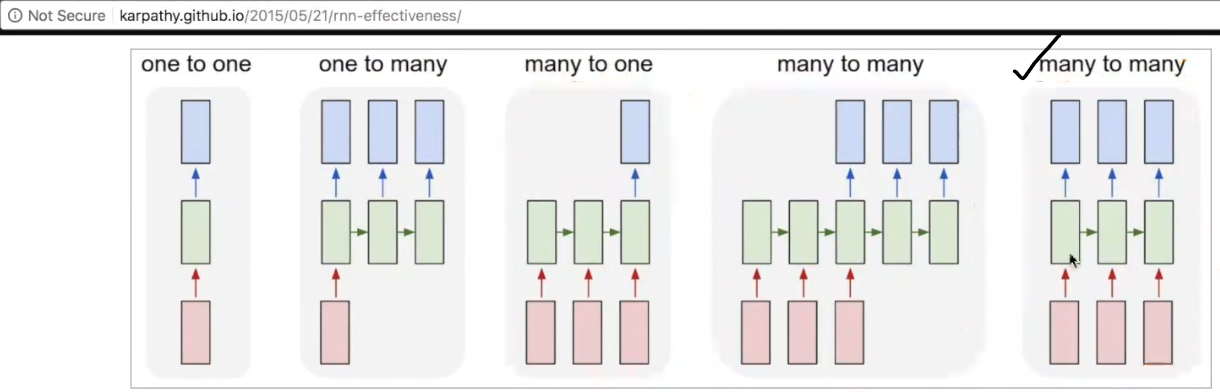 Not Secure karpathy.github.io/2015/05/21/rnn-effectiveness/
one to one one to many many to one many to many many to many